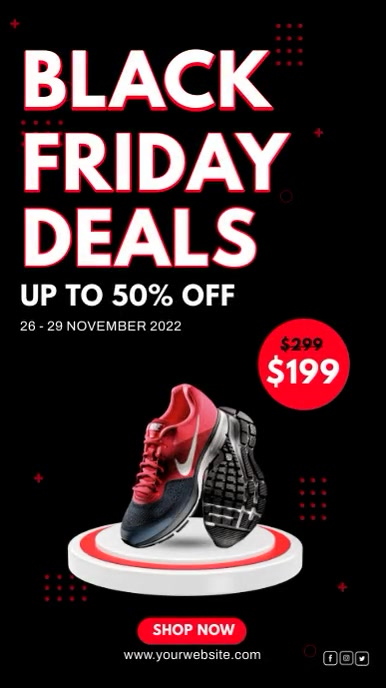 BLACK
FRIDAY
DEALS
UP TO 50% OFF
26 - 29 NOVEMBER 2022
$299
$199
SHOP NOW
www.yourwebsite.com